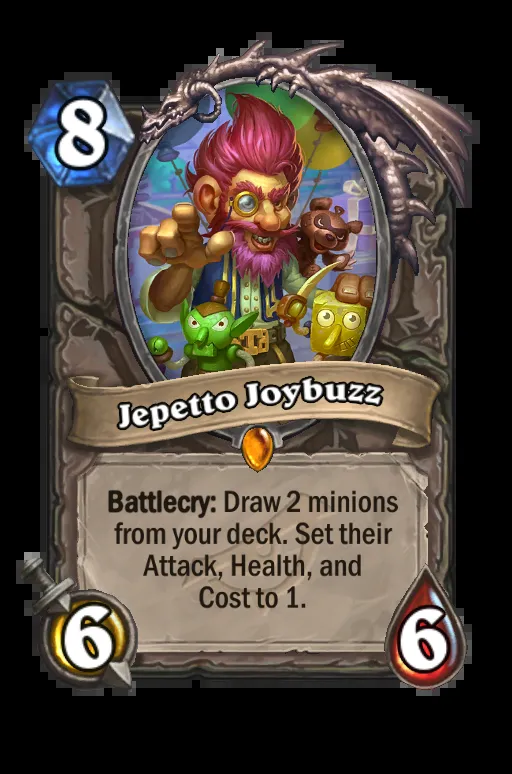 8
Jepetto Joybuzz
Battlecry: Draw 2 minions
from your deck. Set their
Attack, Health, and
Cost to 1.
6
6